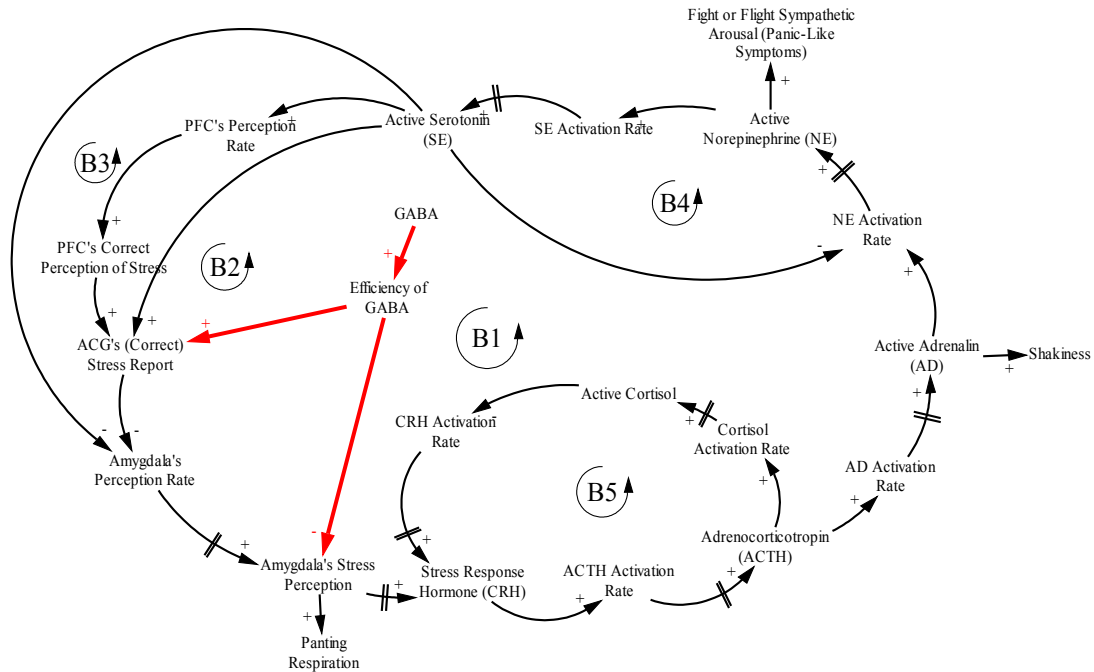 Fight or Flight Sympathetic
Arousal (Panic-Like
Symptoms)
+
PFC's Perception
Rate
+
Active Serotonin
(SE)
+
SE Activation Rate
+
Active
Norepinephrine (NE)
+
B3
B4
GABA
+
NE Activation
Rate
-
+
PFC's Correct
Perception of Stress
+
B2
Efficiency of
GABA
+
+
+
ACG's (Correct)
Stress Report
B1
Active Adrenalin
(AD)
+
Shakiness
+
Active Cortisol
+
CRH Activation
Rate
-
Cortisol
Activation Rate
+
-
-
Amygdala's
Perception Rate
B5
AD Activation
Rate
+
-
+
Amygdala's Stress
Perception
+
+
Stress Response
Hormone (CRH)
ACTH Activation
Rate
+
Adrenocorticotropin
(ACTH)
+
+
Panting
Respiration